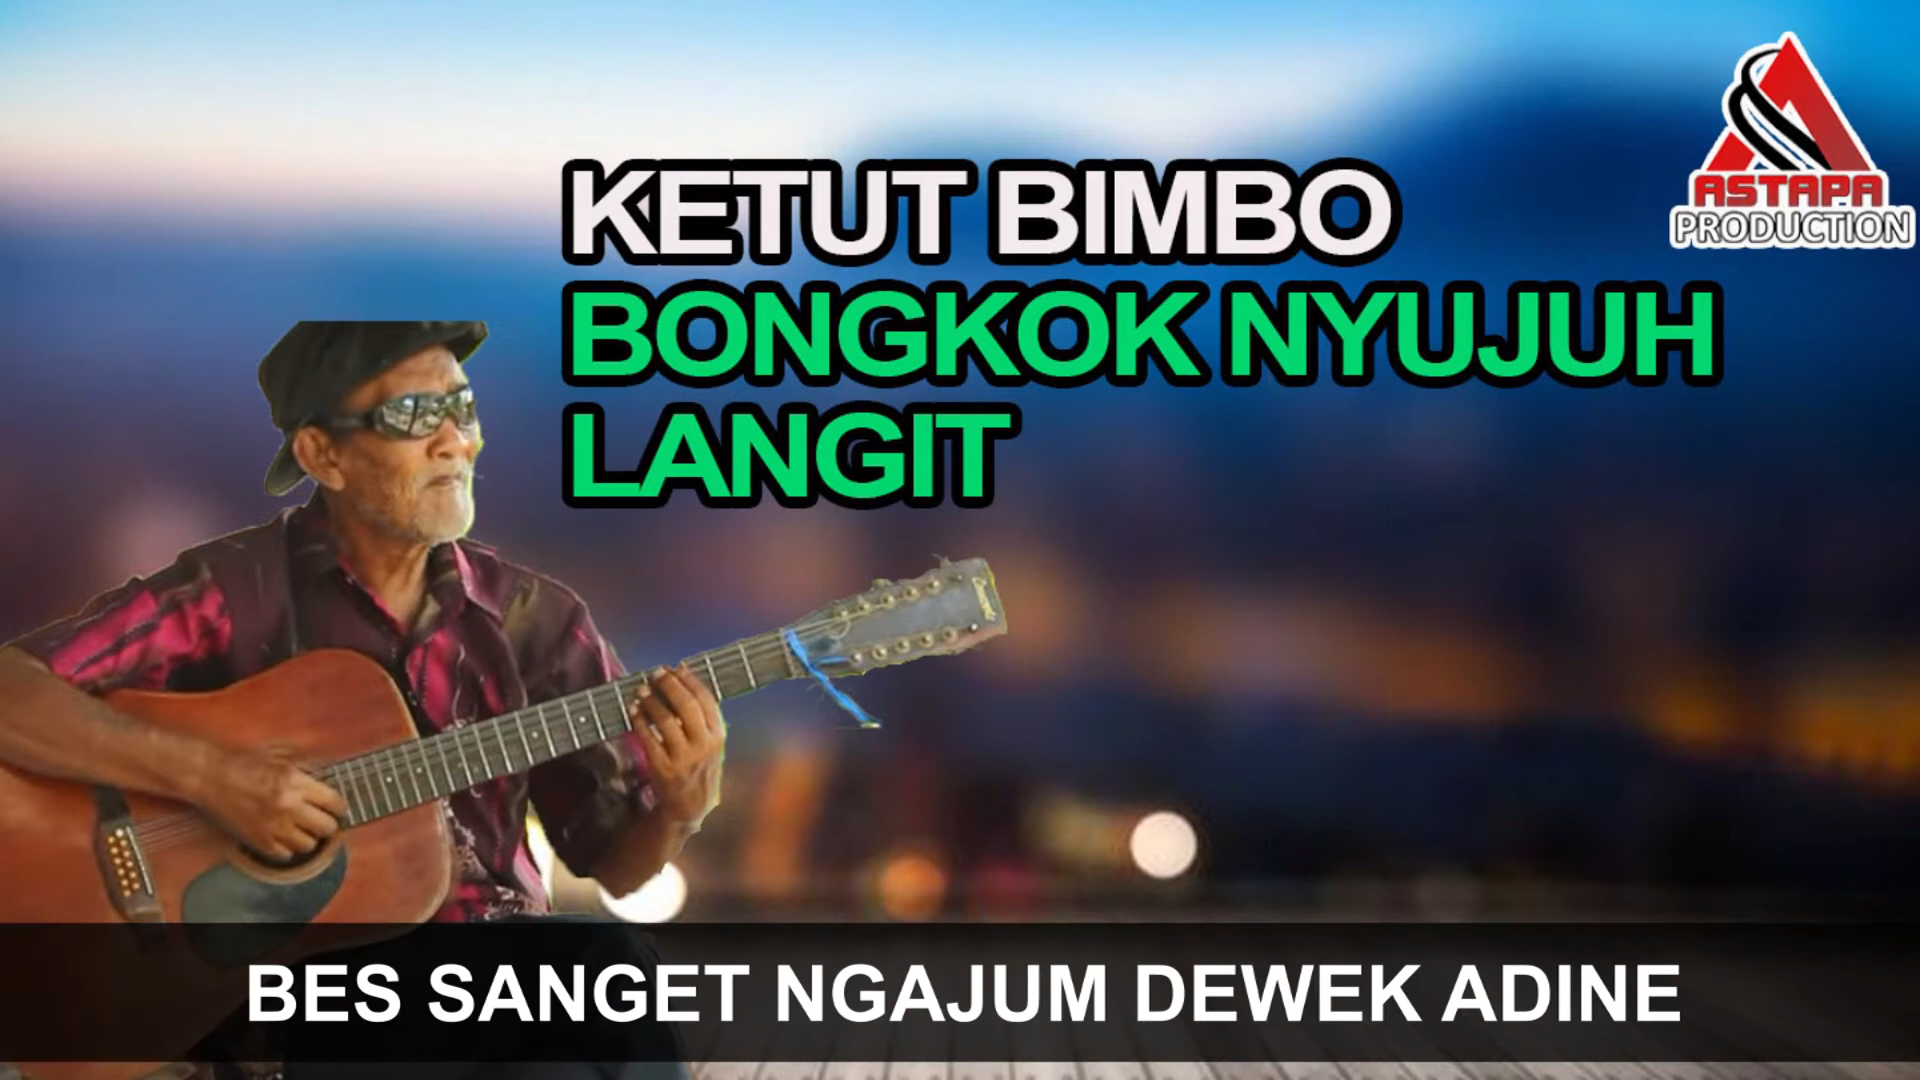 KETUT BIMBO
BONGKOK NYUJUH
LANGIT
ASTAPA
PRODUCTION
BES SANGET NGAJUM DEWEK ADINE